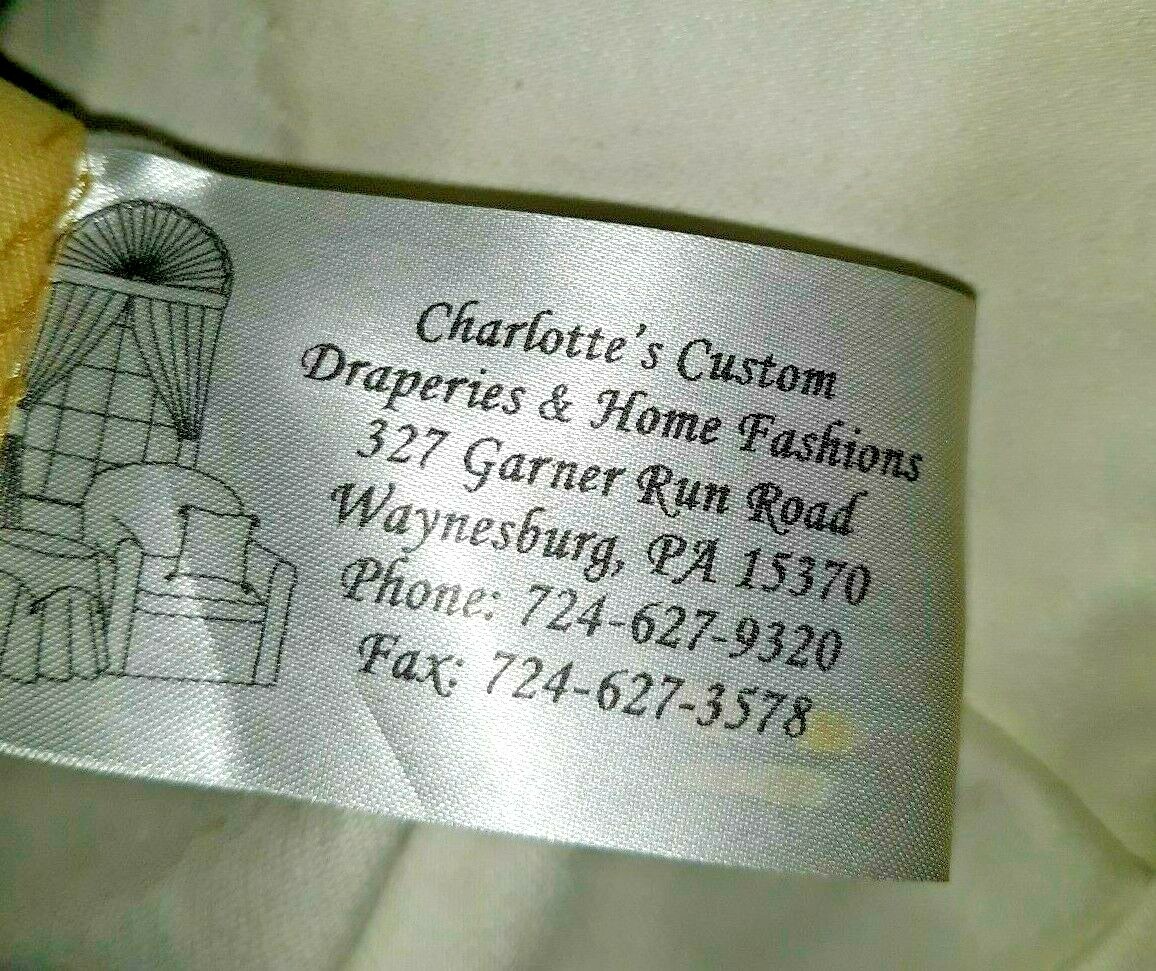 Charlotte's Custom
Draperies & Home Fashions
327 Garner Run Road
Waynesburg, PA 15370
Phone: 724-627-9320
Fax: 724-627-3578